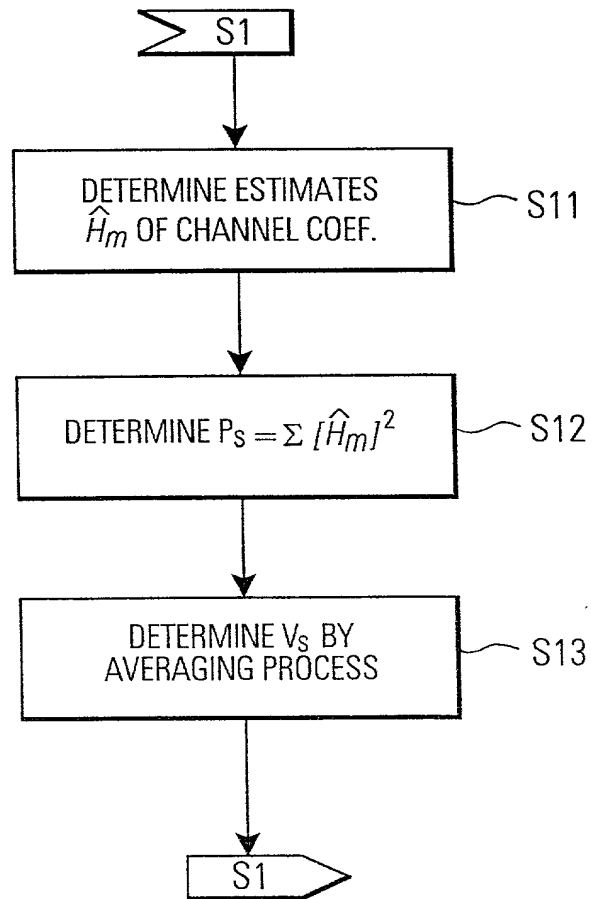 S1
DETERMINE ESTIMATES
Ĥm OF CHANNEL COEF.
S11
DETERMINE PS = Σ [Ĥm]²
S12
DETERMINE VS BY
AVERAGING PROCESS
S13
S1